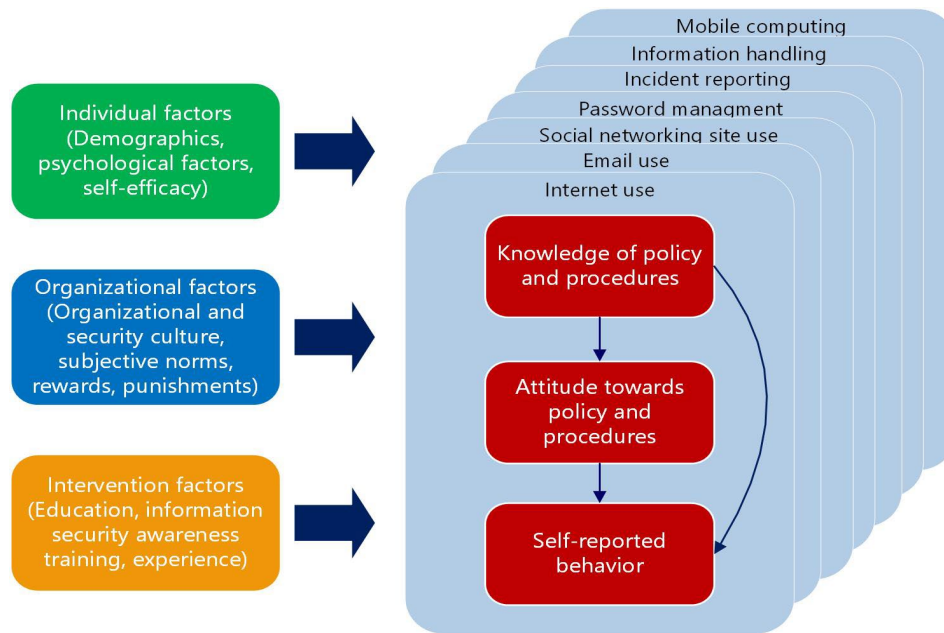 Individual factors
(Demographics,
psychological factors,
self-efficacy)
Organizational factors
(Organizational and
security culture,
subjective norms,
rewards, punishments)
Intervention factors
(Education, information
security awareness
training, experience)
Mobile computing
Information handling
Incident reporting
Password managment
Social networking site use
Email use
Internet use
Knowledge of policy
and procedures
Attitude towards
policy and
procedures
Self-reported
behavior